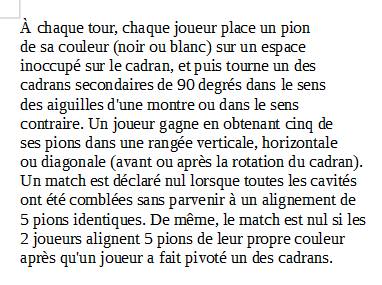 À chaque tour, chaque joueur place un pion
de sa couleur (noir ou blanc) sur un espace
inoccupé sur le cadran, et puis tourne un des
cadrans secondaires de 90 degrés dans le sens
des aiguilles d'une montre ou dans le sens
contraire. Un joueur gagne en obtenant cinq de
ses pions dans une rangée verticale, horizontale
ou diagonale (avant ou après la rotation du cadran).
Un match est déclaré nul lorsque toutes les cavités
ont été comblées sans parvenir à un alignement de
5 pions identiques. De même, le match est nul si les
2 joueurs alignent 5 pions de leur propre couleur
après qu'un joueur a fait pivoté un des cadrans.